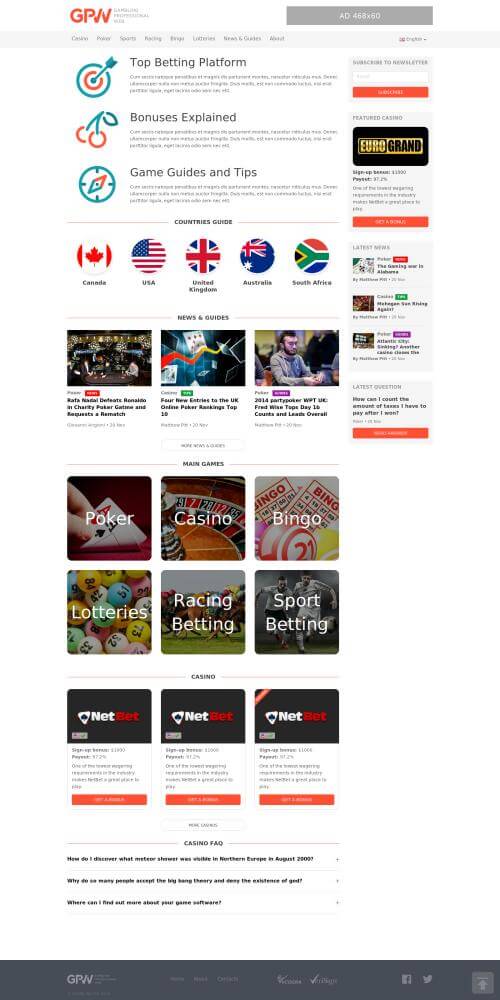 GPW GAMBLING
PROFESSIONAL
WEB
AD 468x60
Casino Poker Sports Racing Bingo Lotteries News & Guides About English
Top Betting Platform
Cum sociis natoque penatibus et magnis dis parturient montes, nascetur ridiculus mus. Donec
ullamcorper nulla non metus auctor fringilla. Duis mollis, est non commodo luctus, nisi erat
porttitor ligula, eget lacinia odio sem nec elit.
Bonuses Explained
Cum sociis natoque penatibus et magnis dis parturient montes, nascetur ridiculus mus. Donec
ullamcorper nulla non metus auctor fringilla. Duis mollis, est non commodo luctus, nisi erat
porttitor ligula, eget lacinia odio sem nec elit.
Game Guides and Tips
Cum sociis natoque penatibus et magnis dis parturient montes, nascetur ridiculus mus. Donec
ullamcorper nulla non metus auctor fringilla. Duis mollis, est non commodo luctus, nisi erat
porttitor ligula, eget lacinia odio sem nec elit.
COUNTRIES GUIDE
Canada USA United Kingdom Australia South Africa
NEWS & GUIDES
Poker NEWS
Rafa Nadal Defeats Ronaldo
in Charity Poker Game and
Requests a Rematch
20 Nov
Casino TIPS
Four New Entries to the UK
Online Poker Rankings Top
10
Matthew Pitt • 20 Nov
Poker GUIDES
2014 partypoker WPT UK:
Fred Wise Tops Day 1b
Counts and Leads Overall
Matthew Pitt • 20 Nov
MORE NEWS & GUIDES
MAIN GAMES
Poker Casino Bingo
Lotteries Racing Betting Sport Betting
CASINO
NetBet NetBet NetBet
Sign-up bonus: $1000
Payout: 97.2%
One of the lowest wagering
requirements in the industry
makes NetBet a great place to
play.
GET A BONUS
Sign-up bonus: $1000
Payout: 97.2%
One of the lowest wagering
requirements in the industry
makes NetBet a great place to
play.
GET A BONUS
Sign-up bonus: $1000
Payout: 97.2%
One of the lowest wagering
requirements in the industry
makes NetBet a great place to
play.
GET A BONUS
MORE CASINOS
CASINO FAQ
How do I discover what meteor shower was visible in Northern Europe in August 2000? +
Why do so many people accept the big bang theory and deny the existence of god? +
Where can I find out more about your game software? +
SUBSCRIBE TO NEWSLETTER
Email
SUBSCRIBE
FEATURED CASINO
EUROGRAND
Sign-up bonus: $1000
Payout: 97.2%
One of the lowest wagering
requirements in the industry
makes NetBet a great place to
play.
GET A BONUS
LATEST NEWS
Poker NEWS
The Gaming war in
Alabama
By Matthew Pitt • 20 Nov
Casino TIPS
Mohegan Sun Rising
Again?
By Matthew Pitt • 20 Nov
Poker GUIDES
Atlantic City:
Sinking? Another
casino closes the
By Matthew Pitt • 20 Nov
LATEST QUESTION
How can I count the
amount of taxes I have to
pay after I won?
Peter • 20 Nov
READ ANSWER
GPW
Home About Contacts
eCOGRA VeriSign